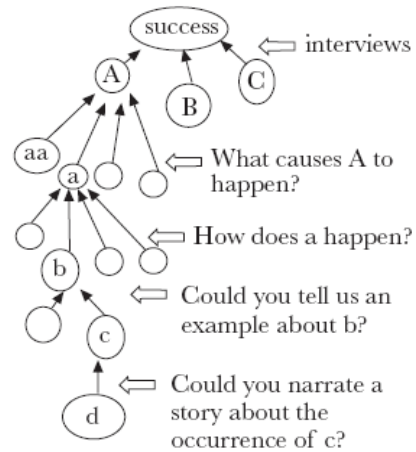 success
interviews
A
B
C
aa
a
What causes A to
happen?
How does a happen?
b
Could you tell us an
example about b?
c
Could you narrate a
story about the
occurrence of c?
d